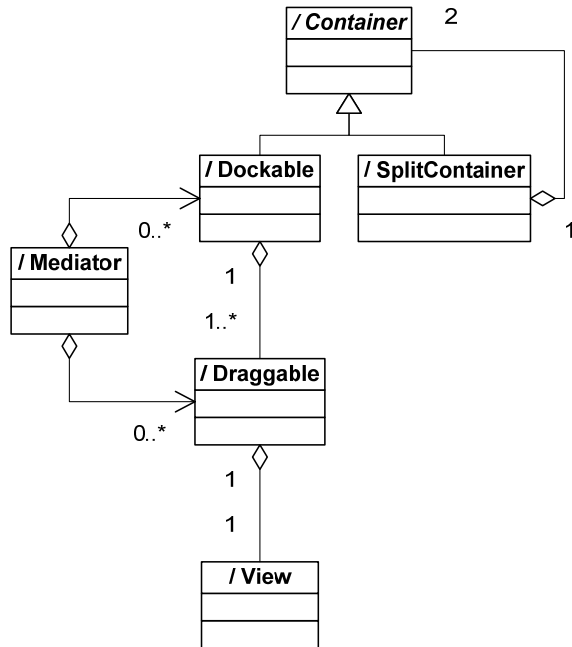 / Container
2
/ Dockable
/ SplitContainer
0..*
1
/ Mediator
1
1..*
/ Draggable
0..*
1
1
/ View